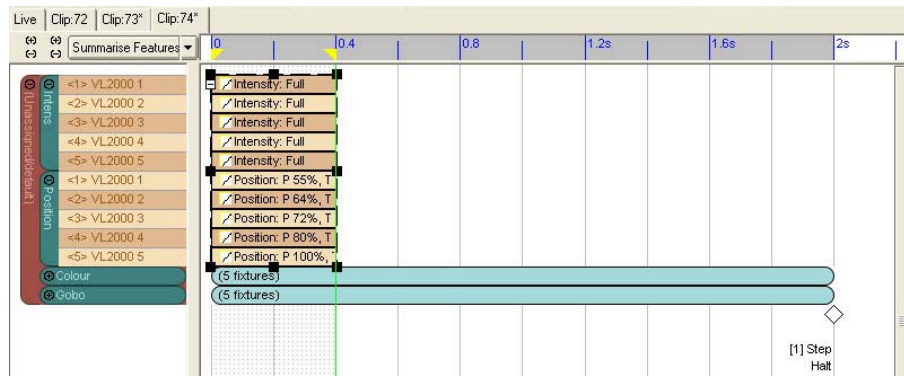 Live Clip:72 Clip:73* Clip:74*
Summarise Features 0 0.4 0.8 1.2s 1.6s 2s
(Unassigned/default)
Intens
<1> VL2000 1 Intensity: Full
<2> VL2000 2 Intensity: Full
<3> VL2000 3 Intensity: Full
<4> VL2000 4 Intensity: Full
<5> VL2000 5 Intensity: Full
Position
<1> VL2000 1 Position: P 55%, T
<2> VL2000 2 Position: P 64%, T
<3> VL2000 3 Position: P 72%, T
<4> VL2000 4 Position: P 80%, T
<5> VL2000 5 Position: P 100%, T
Colour (5 fixtures)
Gobo (5 fixtures)
[1] Step
Halt